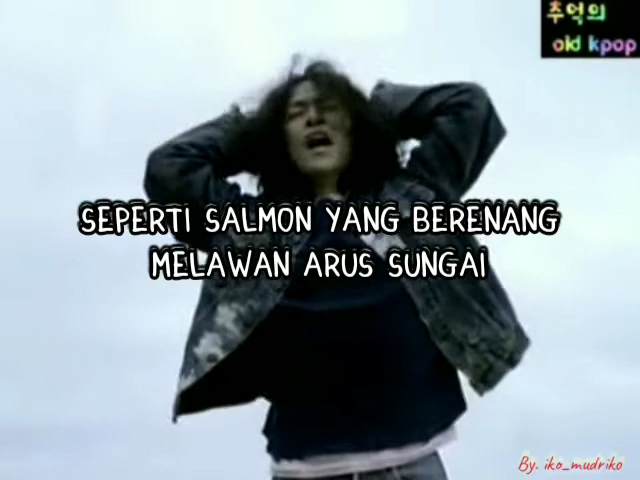 추억의
old kpop
SEPERTI SALMON YANG BERENANG
MELAWAN ARUS SUNGAI
By. iko_mudriko